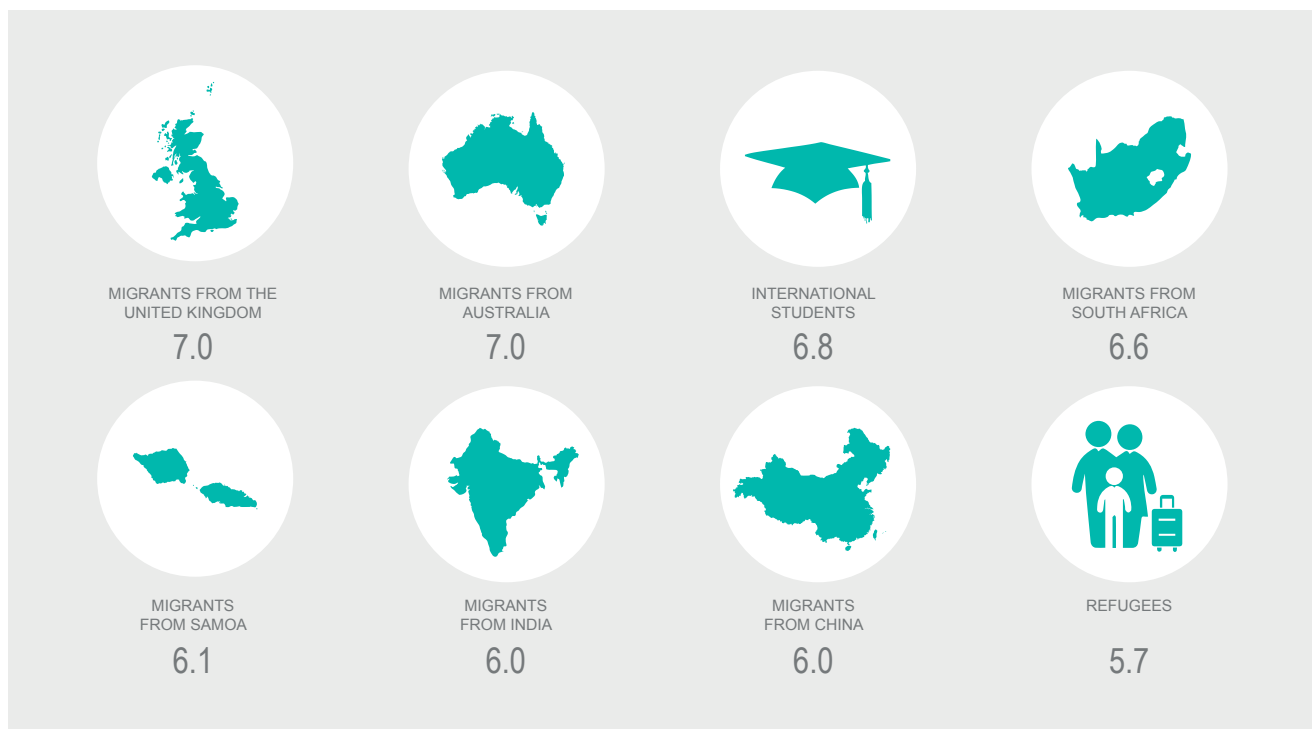 MIGRANTS FROM THE
UNITED KINGDOM
7.0
MIGRANTS FROM
AUSTRALIA
7.0
INTERNATIONAL
STUDENTS
6.8
MIGRANTS FROM
SOUTH AFRICA
6.6
MIGRANTS
FROM SAMOA
6.1
MIGRANTS
FROM INDIA
6.0
MIGRANTS
FROM CHINA
6.0
REFUGEES
5.7